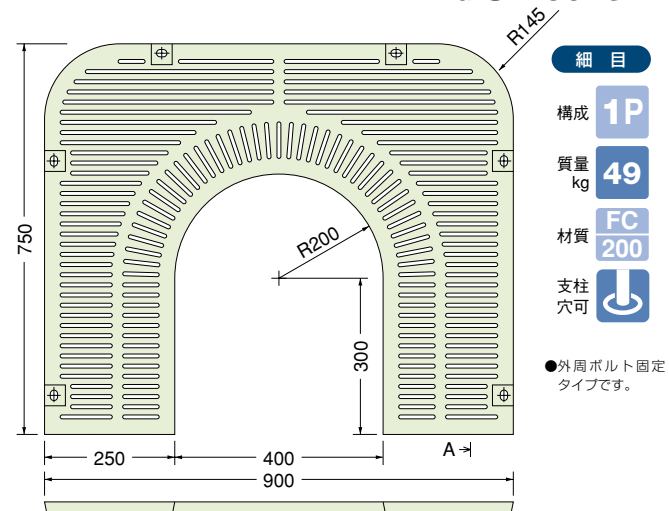 R145
細目
構成 1P
質量 kg 49
材質 FC 200
支柱穴可
●外周ボルト固定
タイプです。
750
R200
300
250
400
A
900